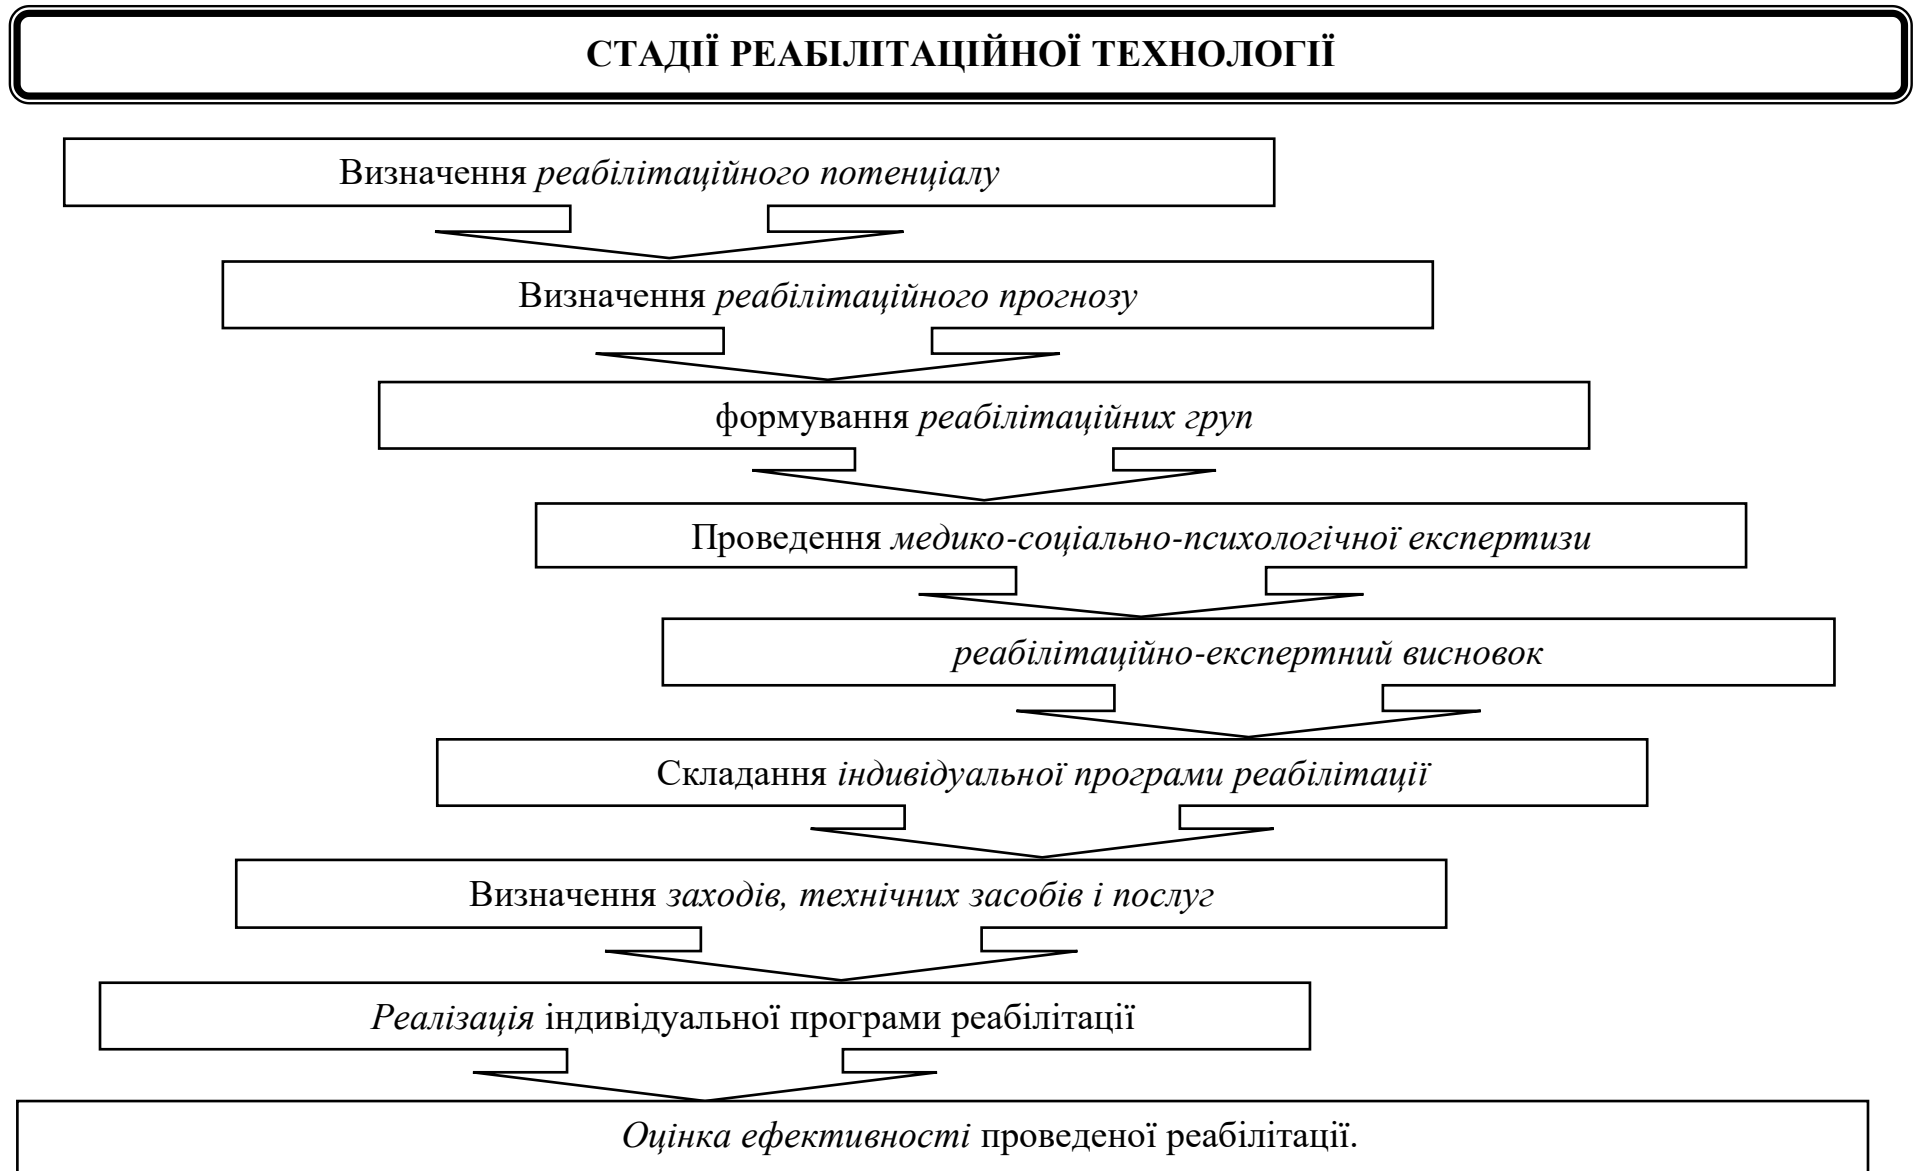 СТАДІЇ РЕАБІЛІТАЦІЙНОЇ ТЕХНОЛОГІЇ
Визначення реабілітаційного потенціалу
Визначення реабілітаційного прогнозу
формування реабілітаційних груп
Проведення медико-соціально-психологічної експертизи
реабілітаційно-експертний висновок
Складання індивідуальної програми реабілітації
Визначення заходів, технічних засобів і послуг
Реалізація індивідуальної програми реабілітації
Оцінка ефективності проведеної реабілітації.